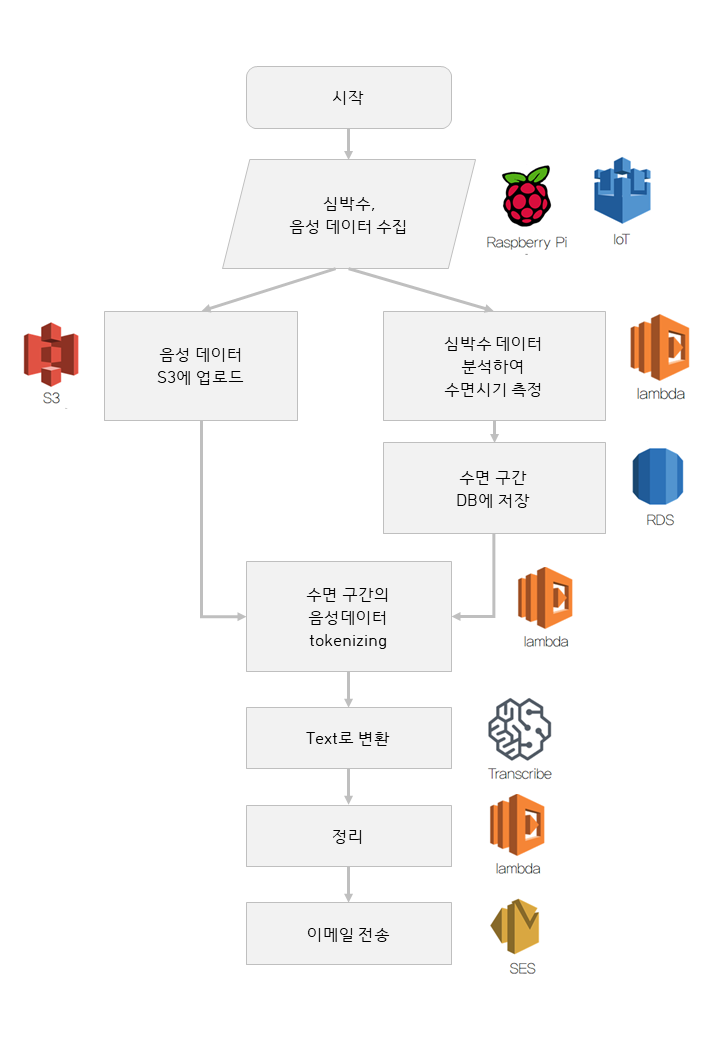 시작
심박수,
음성 데이터 수집
Raspberry Pi
IoT
S3
음성 데이터
S3에 업로드
심박수 데이터
분석하여
수면시기 측정
lambda
수면 구간
DB에 저장
RDS
수면 구간의
음성데이터
tokenizing
lambda
Text로 변환
Transcribe
정리
lambda
이메일 전송
SES